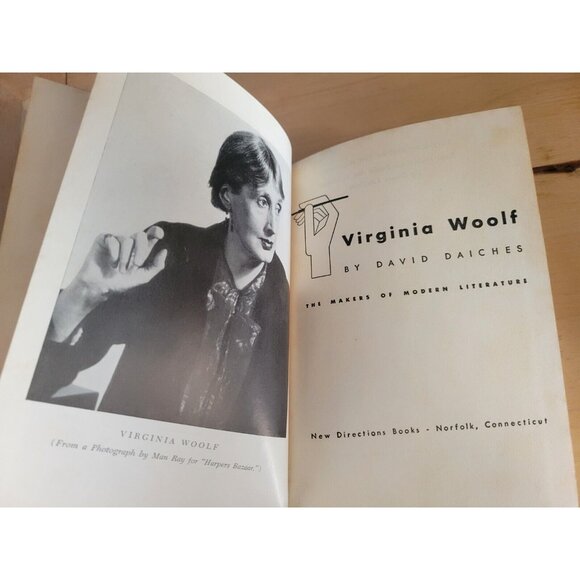 VIRGINIA WOOLF
(From a Photograph by Man Ray for "Harpers Bazaar,")
Virginia Woolf
BY DAVID DAICHES
THE MAKERS OF MODERN LITERATURE
New Directions Books - Norfolk, Connecticut